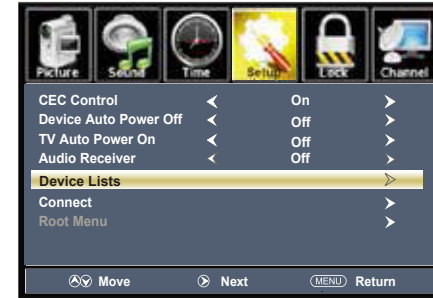 Picture Sound Time Setup Lock Channel
CEC Control On
Device Auto Power Off Off
TV Auto Power On Off
Audio Receiver Off
Device Lists
Connect
Root Menu
Move Next MENU Return